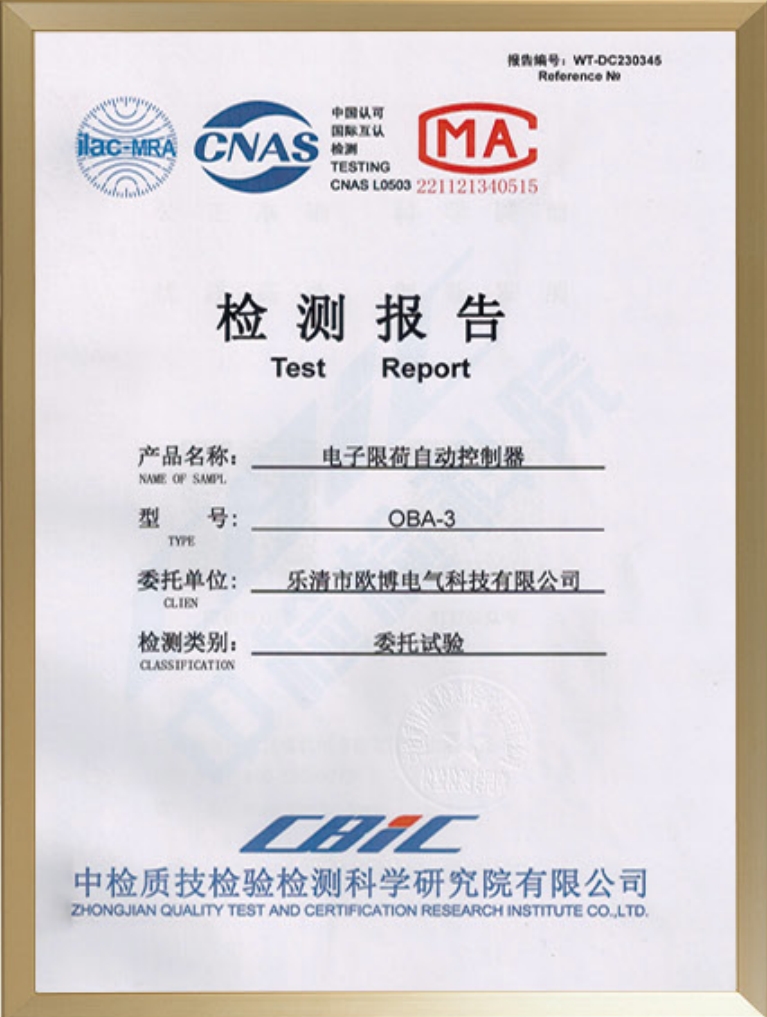 报告编号：WT-DC230345
Reference №
ilac-MRA
CNAS
中国认可
国际互认
检测
TESTING
CNAS L0503
MA
221121340515
检测报告
Test Report
产品名称：电子限荷自动控制器
NAME OF SAMPL
型 号：OBA-3
TYPE
委托单位：乐清市欧博电气科技有限公司
CLIEN
检测类别：委托试验
CLASSIFICATION
CBIC
中检质技检验检测科学研究院有限公司
ZHONGJIAN QUALITY TEST AND CERTIFICATION RESEARCH INSTITUTE CO.,LTD.